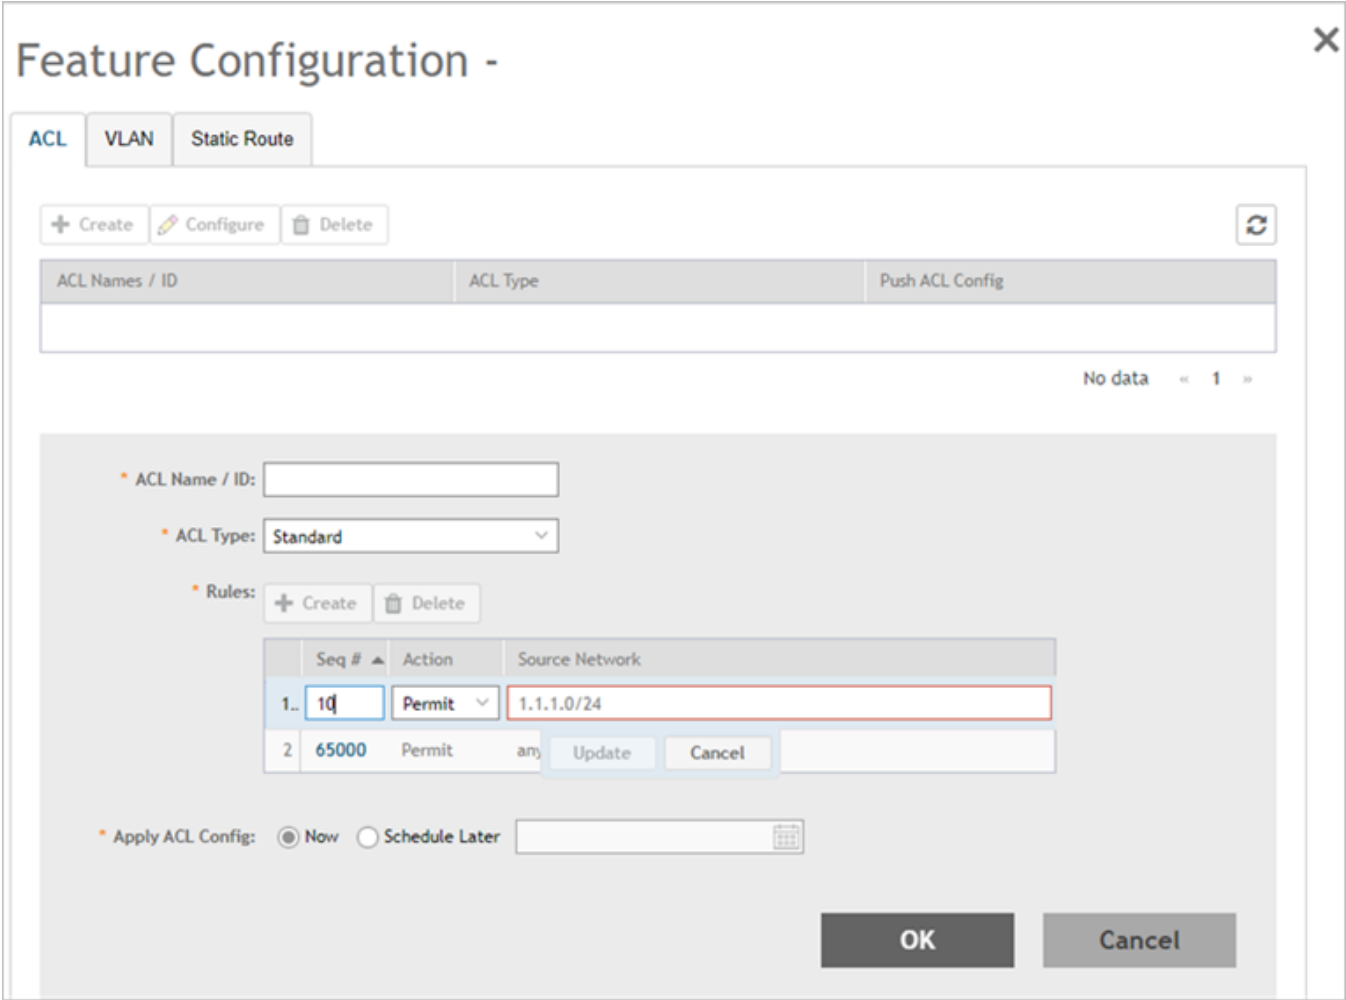 Feature Configuration -
ACL VLAN Static Route
Create Configure Delete
ACL Names / ID ACL Type Push ACL Config
No data « 1 »
* ACL Name / ID:
* ACL Type: Standard
* Rules: Create Delete
Seq # Action Source Network
1.. 10 Permit 1.1.1.0/24
2 65000 Permit any
Update Cancel
* Apply ACL Config: Now Schedule Later
OK Cancel